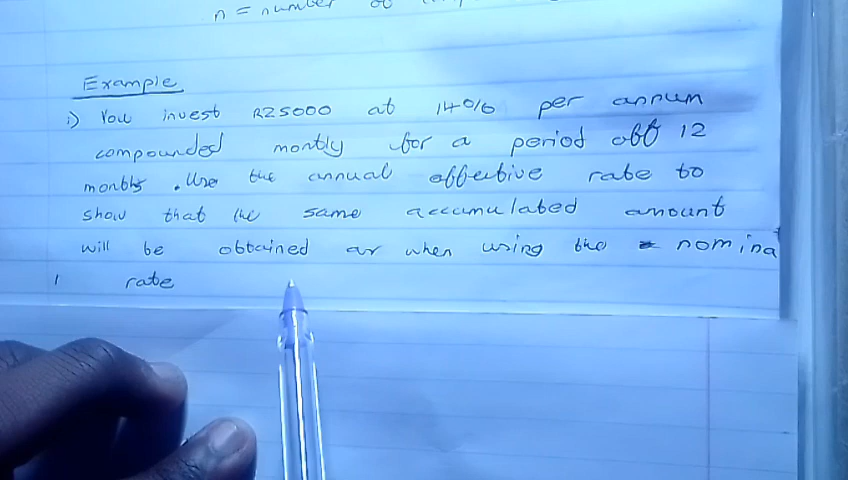 n = number of
Example
i) You invest R25000 at 14% per annum
compounded montly for a period off 12
months. Use the annual effective rate to
show that the same accumulated amount
will be obtained as when using the nomina
l rate